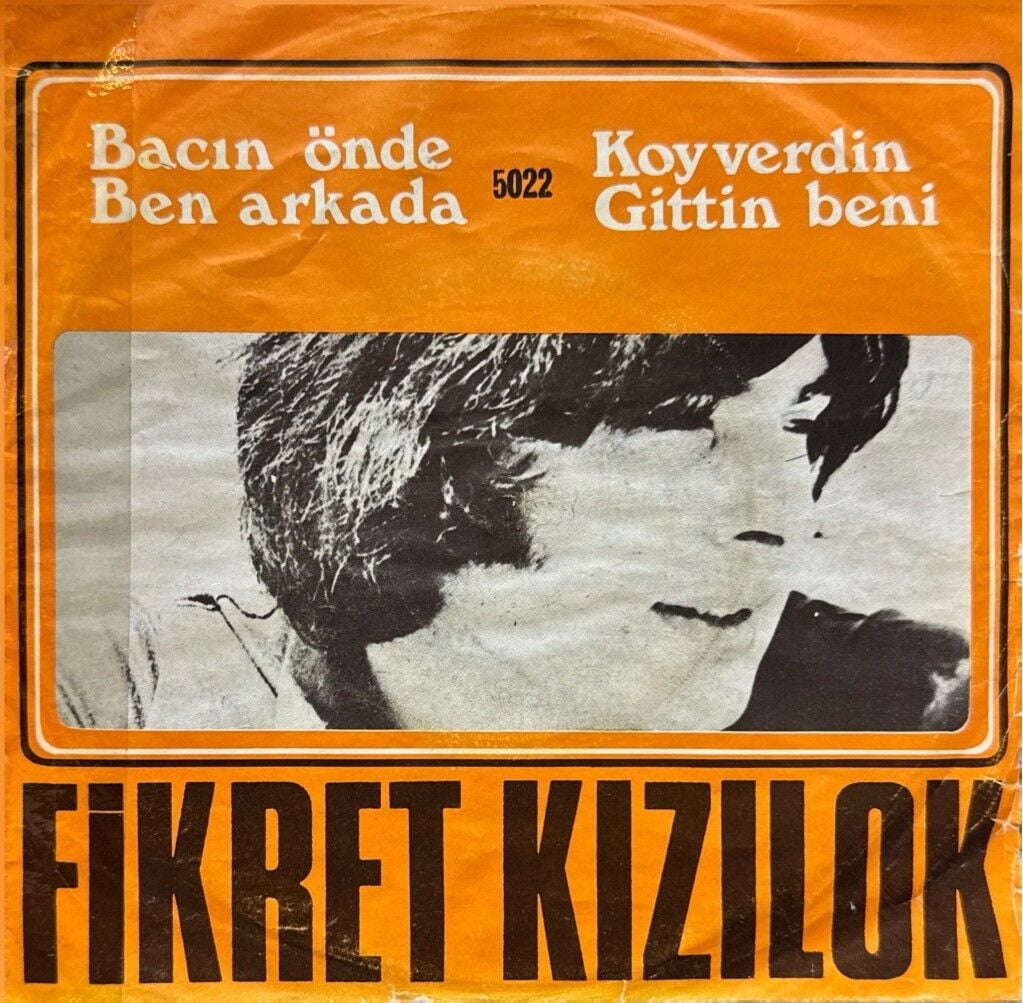 Bacın önde
Ben arkada
5022
Koyverdin
Gittin beni
FİKRET KIZILOK